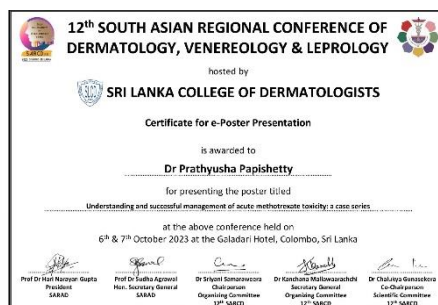 12th SOUTH ASIAN REGIONAL CONFERENCE OF
DERMATOLOGY, VENEREOLOGY & LEPROLOGY
hosted by
SRI LANKA COLLEGE OF DERMATOLOGISTS
Certificate for e-Poster Presentation
is awarded to
Dr Prathyusha Papishetty
for presenting the poster titled
Understanding and successful management of acute methotrexate toxicity: a case series
at the above conference held on
6th & 7th October 2023 at the Galadari Hotel, Colombo, Sri Lanka
Prof Dr Hari Narayan Gupta
President
SARAD
Prof Dr Sudha Agrawal
Hon. Secretary General
SARAD
Dr Sriyani Samaraweera
Chairperson
Organizing Committee
12th SARCD
Dr Kanchana Mallawaarachchi
Secretary General
Organizing Committee
12th SARCD
Dr Chalukya Gunasekera
Co-Chairperson
Scientific Committee
12th SARCD